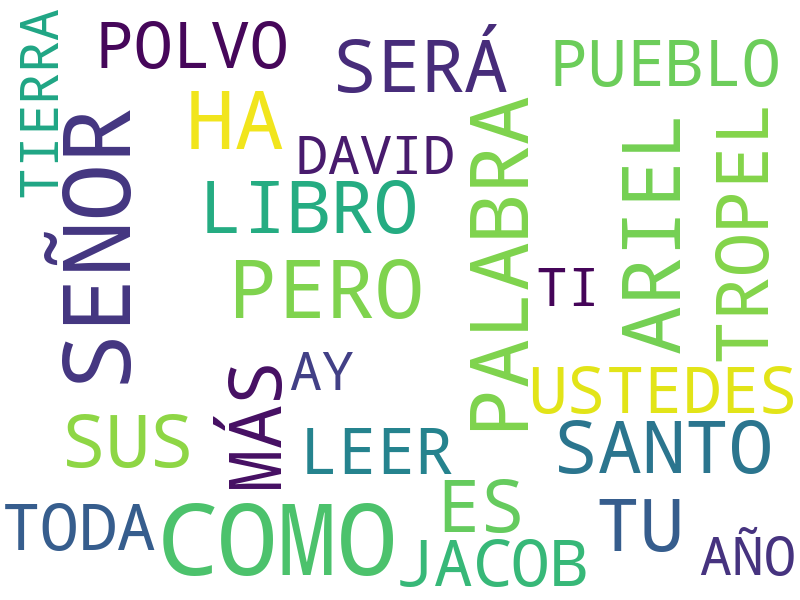 TIERRA
POLVO
SERÁ
PUEBLO
HA
SEÑOR
DAVID
PALABRA
ARIEL
TROPEL
LIBRO
PERO
TI
AY
MÁS
USTEDES
SUS
LEER
SANTO
ES
TODA
COMO
TU
JACOB
AÑO